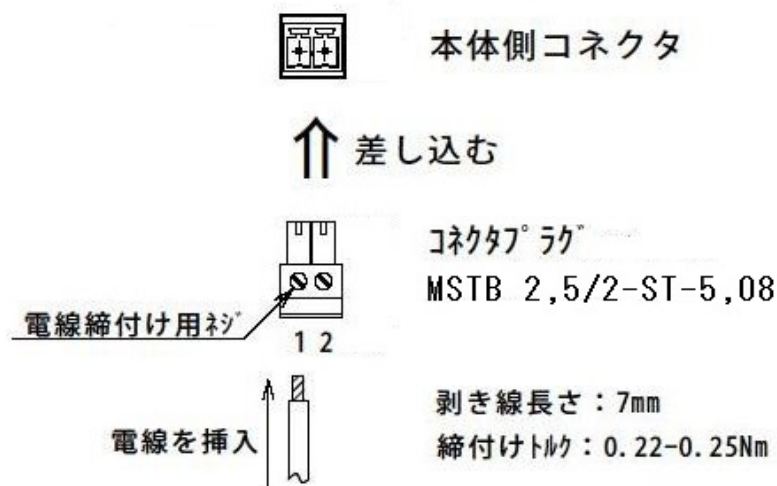 本体側コネクタ
差し込む
コネクタプラグ
MSTB 2,5/2-ST-5,08
電線締付け用ネジ
1 2
剥き線長さ：7mm
電線を挿入
締付けトルク：0.22-0.25Nm